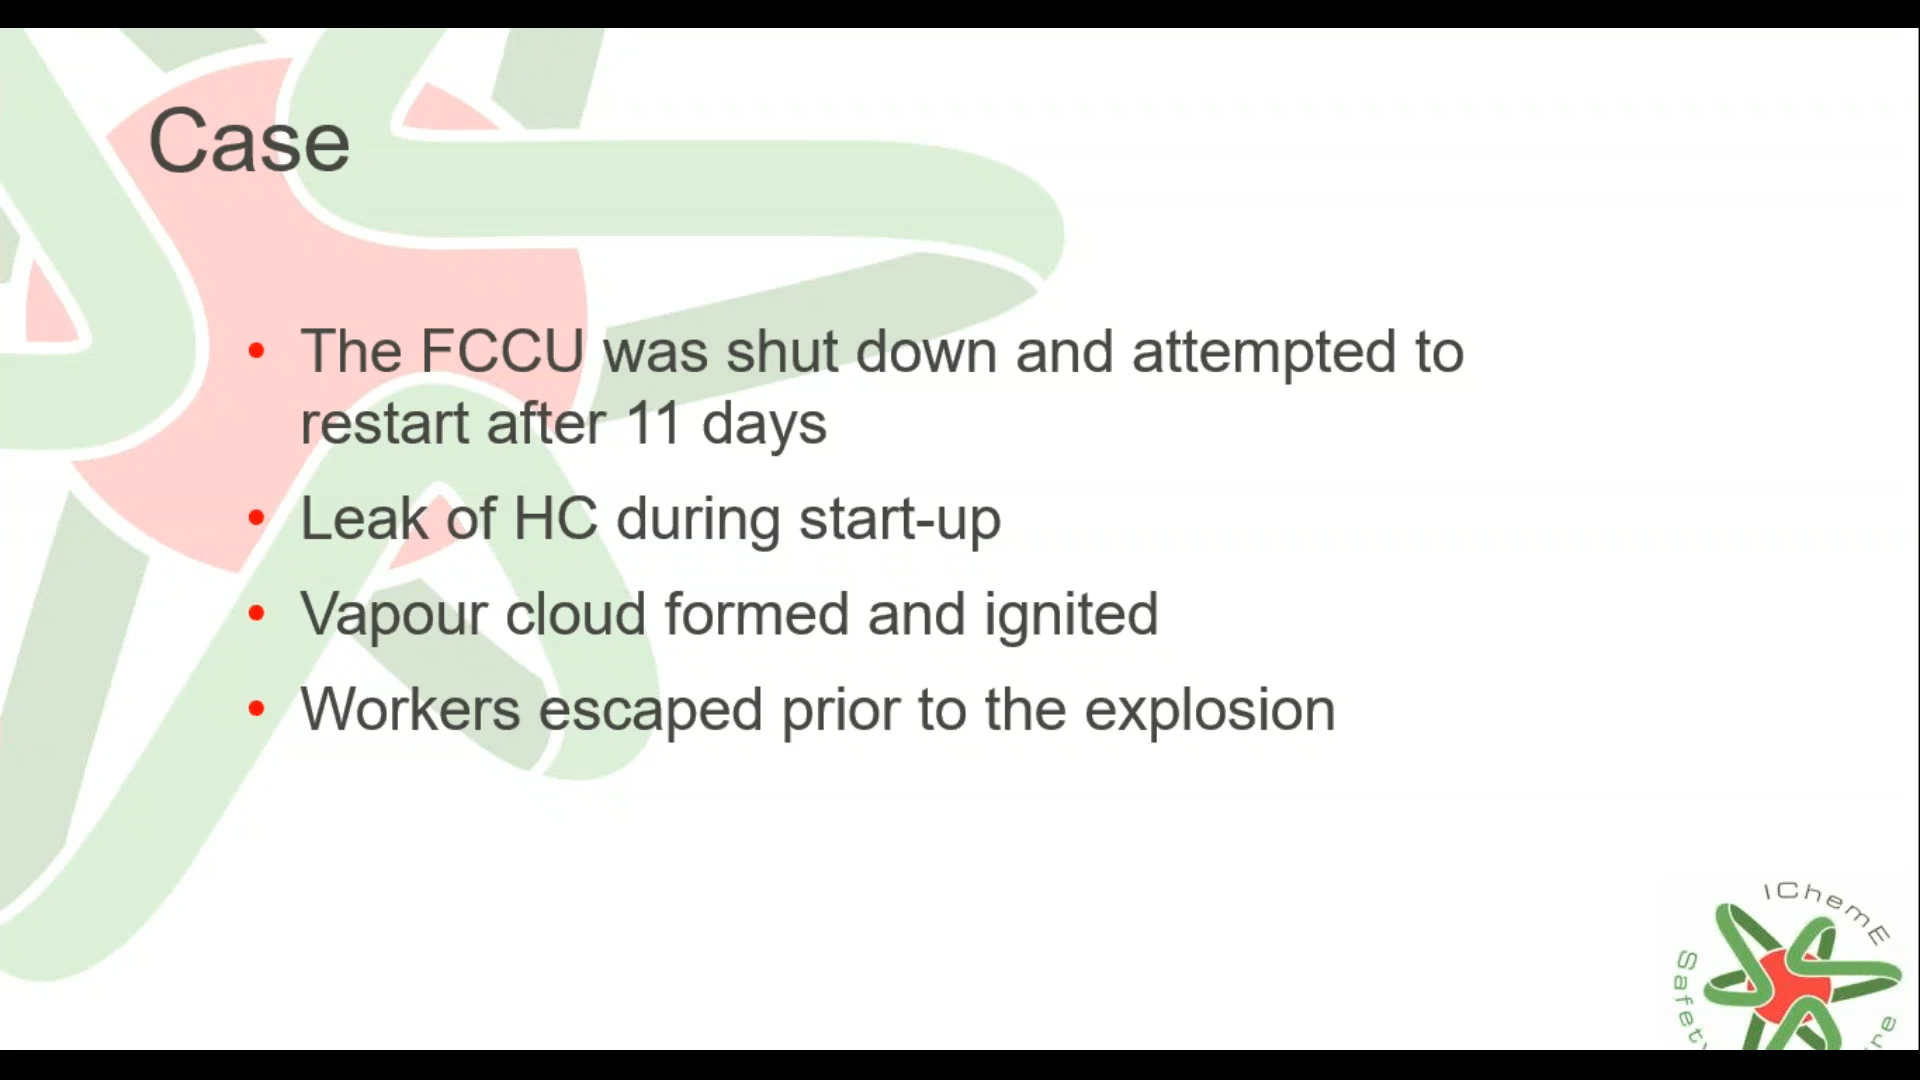 Case
• The FCCU was shut down and attempted to
restart after 11 days
• Leak of HC during start-up
• Vapour cloud formed and ignited
• Workers escaped prior to the explosion
IChemE